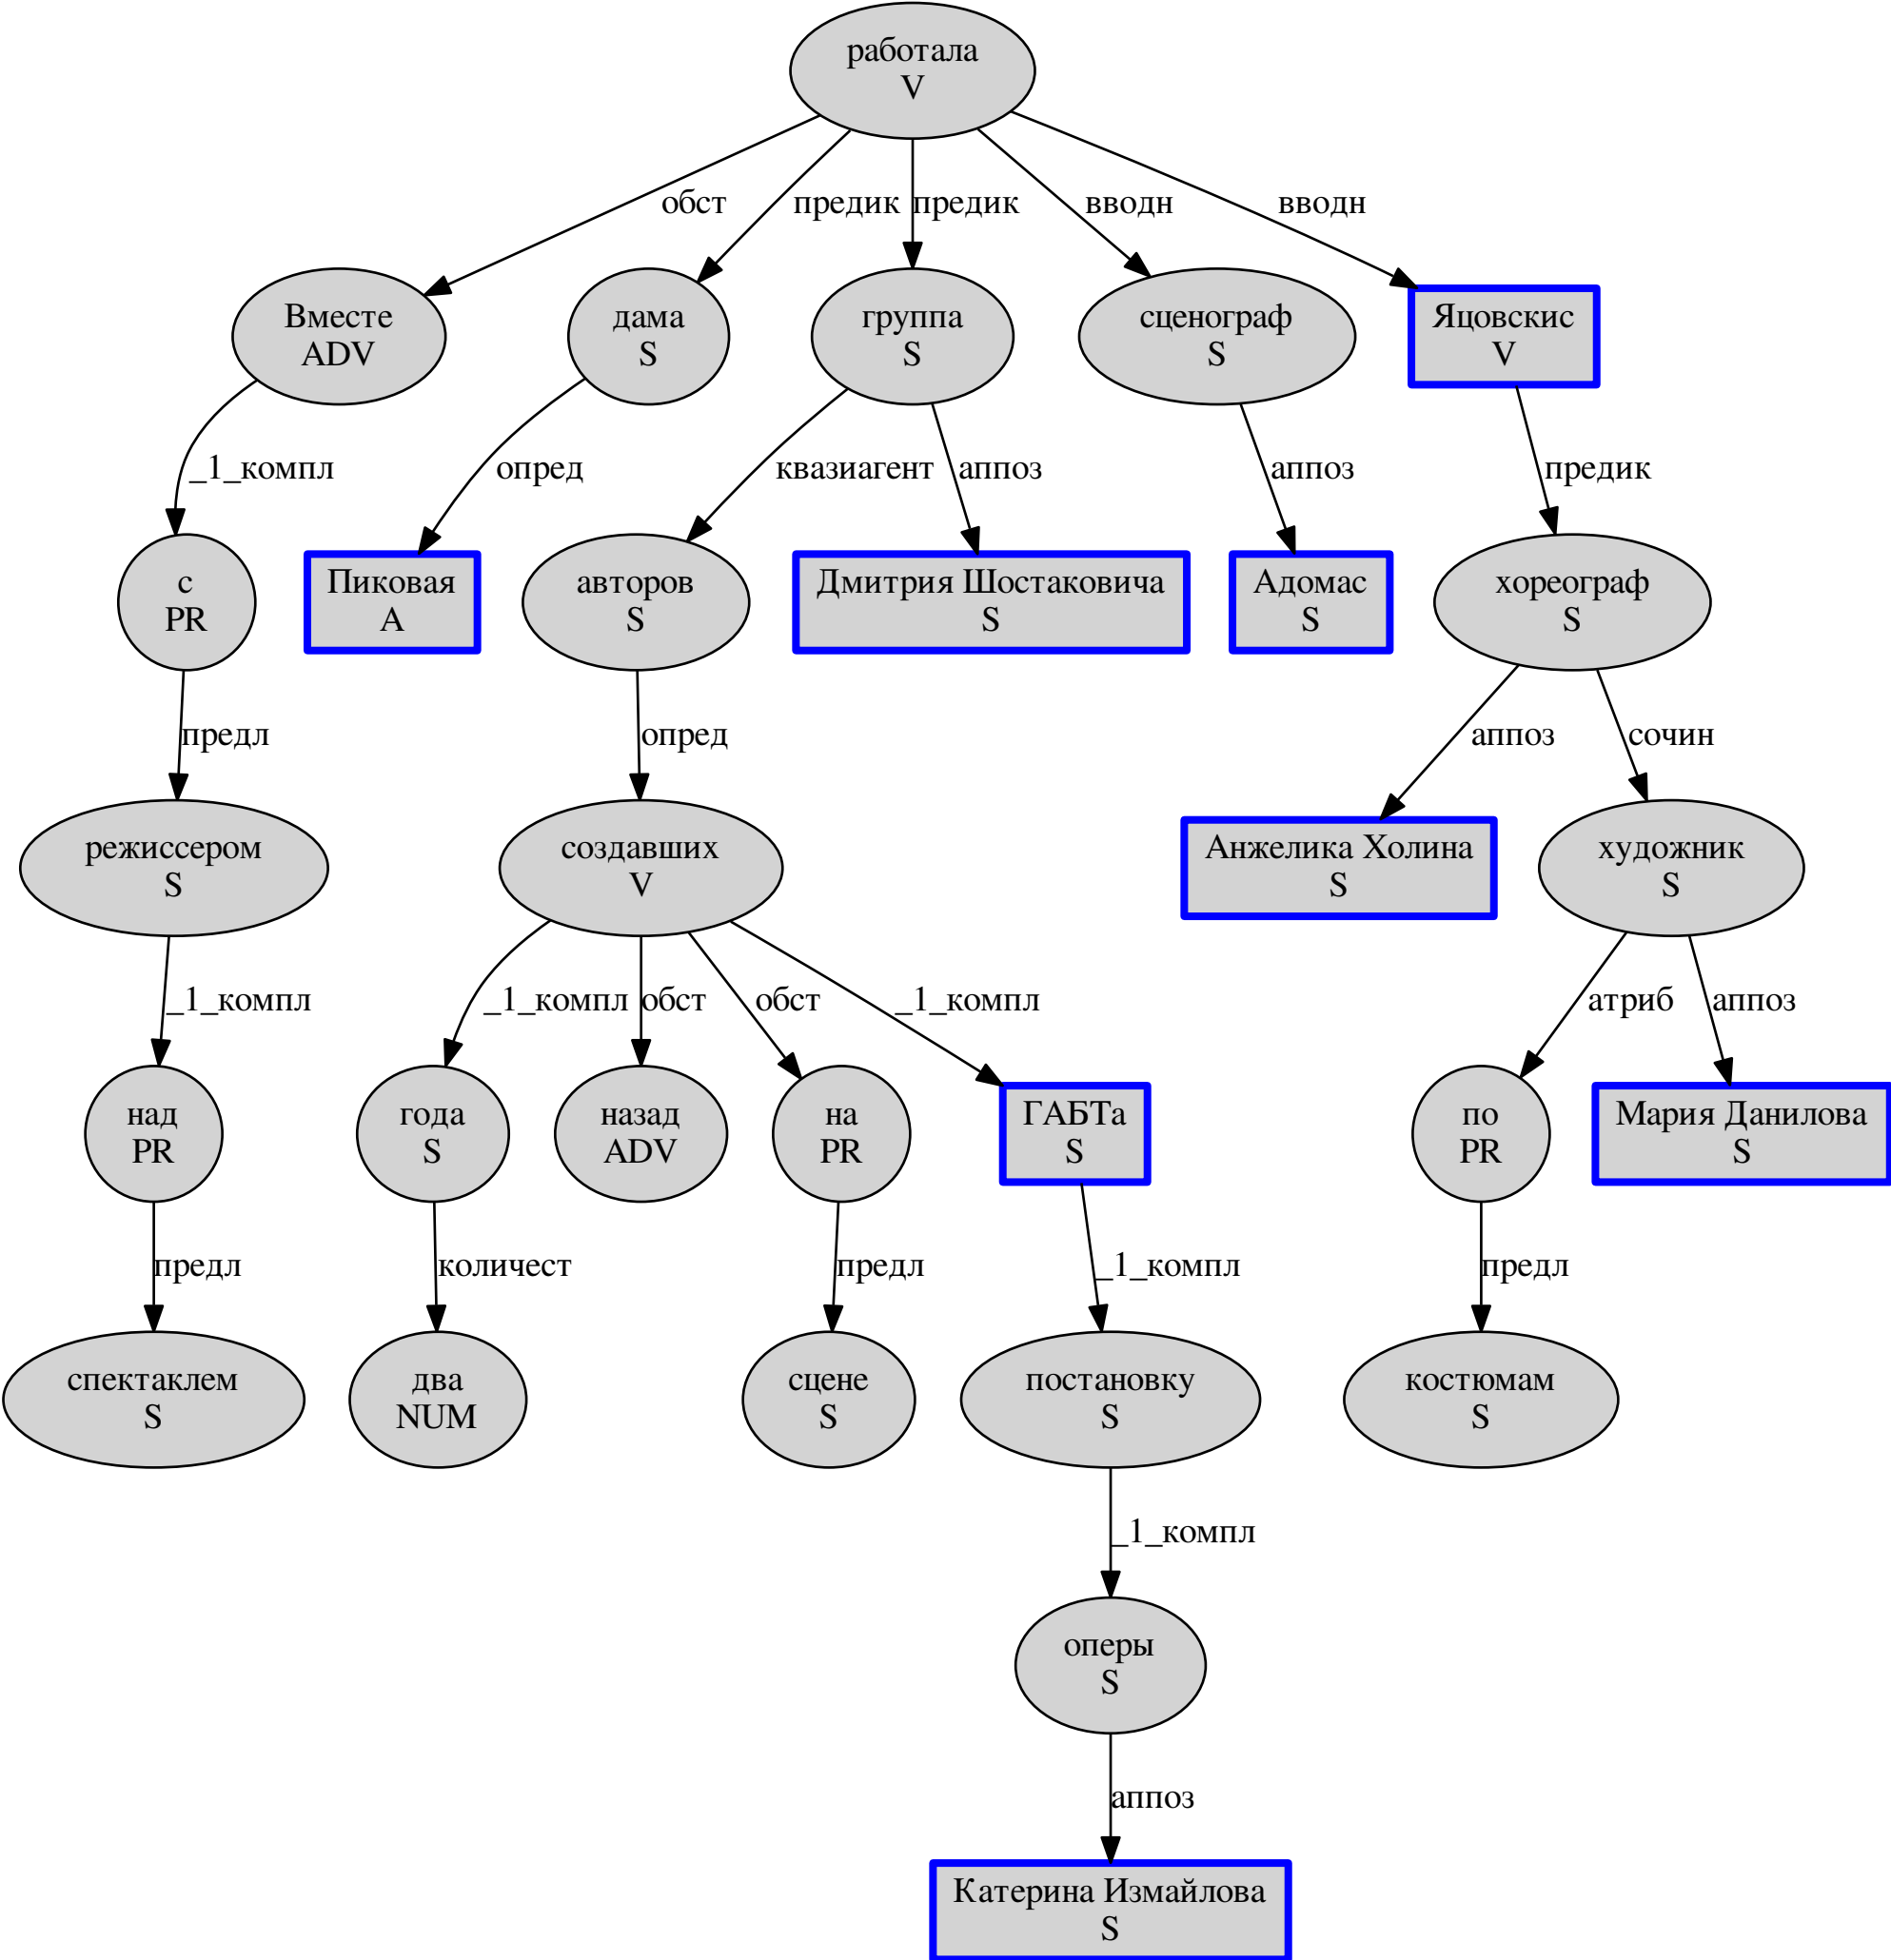 работала
V
обст
предик
предик
вводн
вводн
Вместе
ADV
дама
S
группа
S
сценограф
S
Яцовскис
V
_1_компл
опред
квазиагент
аппоз
аппоз
предик
с
PR
Пиковая
A
авторов
S
Дмитрия Шостаковича
S
Адомас
S
хореограф
S
предл
опред
аппоз
сочин
режиссером
S
создавших
V
Анжелика Холина
S
художник
S
_1_компл
_1_компл
обст
обст
_1_компл
атриб
аппоз
над
PR
года
S
назад
ADV
на
PR
ГАБТа
S
по
PR
Мария Данилова
S
предл
количест
предл
_1_компл
предл
спектаклем
S
два
NUM
сцене
S
постановку
S
костюмам
S
_1_компл
оперы
S
аппоз
Катерина Измайлова
S